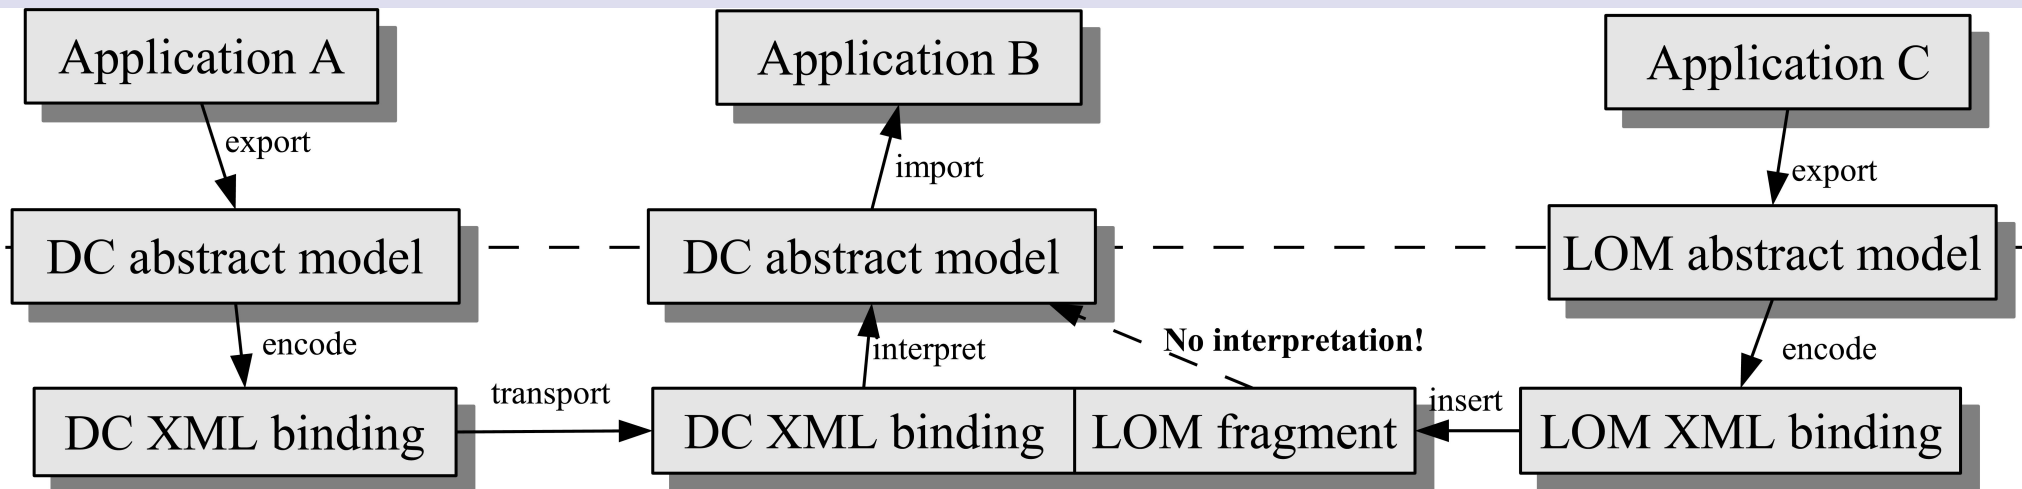 Application A
Application B
Application C
export
import
export
DC abstract model
DC abstract model
LOM abstract model
encode
interpret
No interpretation!
encode
transport
insert
DC XML binding
DC XML binding
LOM fragment
LOM XML binding